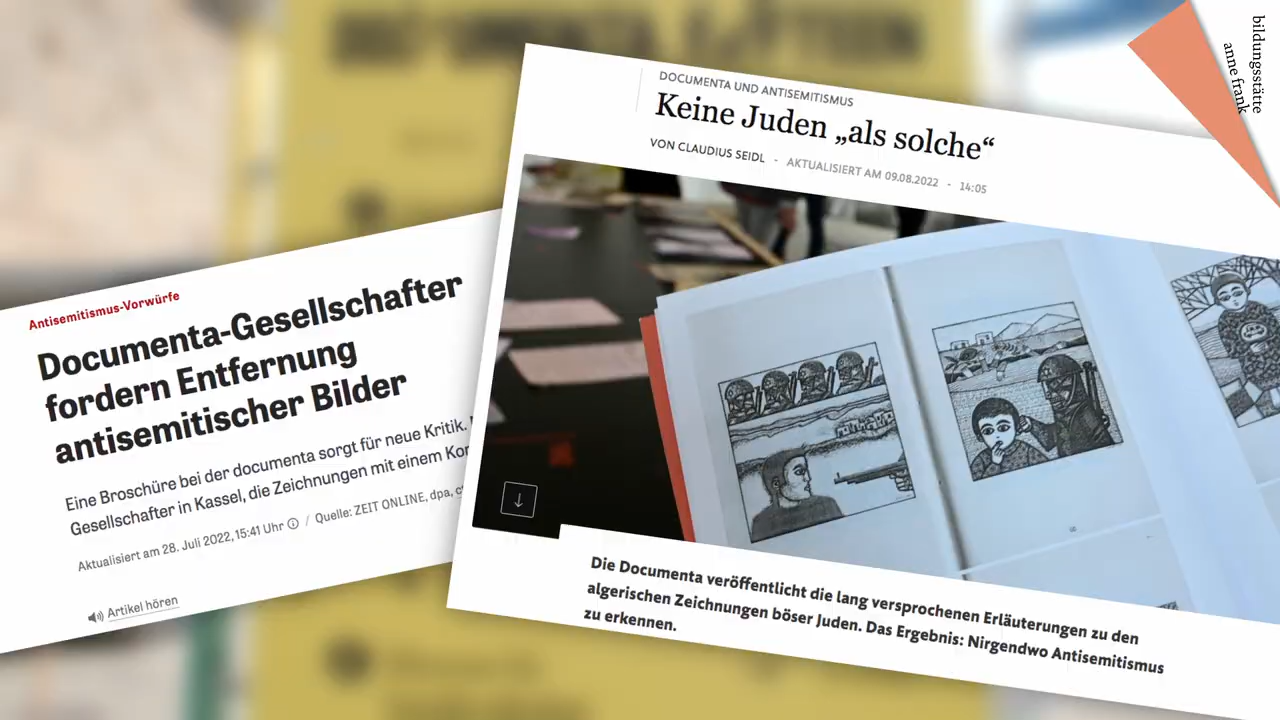 bildungsstätte
anne frank
Antisemitismus-Vorwürfe
Documenta-Gesellschafter
fordern Entfernung
antisemitischer Bilder
Eine Broschüre bei der documenta sorgt für neue Kritik.
Gesellschafter in Kassel, die Zeichnungen mit einem
Aktualisiert am 28. Juli 2022, 15:41 Uhr / Quelle: ZEIT ONLINE, dpa,
Artikel hören
DOCUMENTA UND ANTISEMITISMUS
Keine Juden „als solche“
VON CLAUDIUS SEIDL - AKTUALISIERT AM 09.08.2022 - 14:05
Die Documenta veröffentlicht die lang versprochenen Erläuterungen zu den
algerischen Zeichnungen böser Juden. Das Ergebnis: Nirgendwo Antisemitismus
zu erkennen.